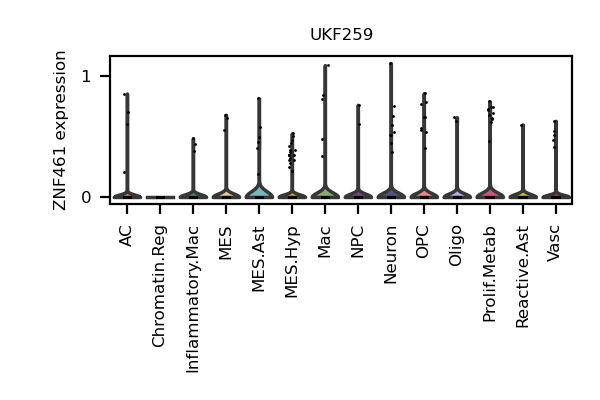 UKF259
ZNF461 expression
1
0
AC
Chromatin.Reg
Inflammatory.Mac
MES
MES.Ast
MES.Hyp
Mac
NPC
Neuron
OPC
Oligo
Prolif.Metab
Reactive.Ast
Vasc